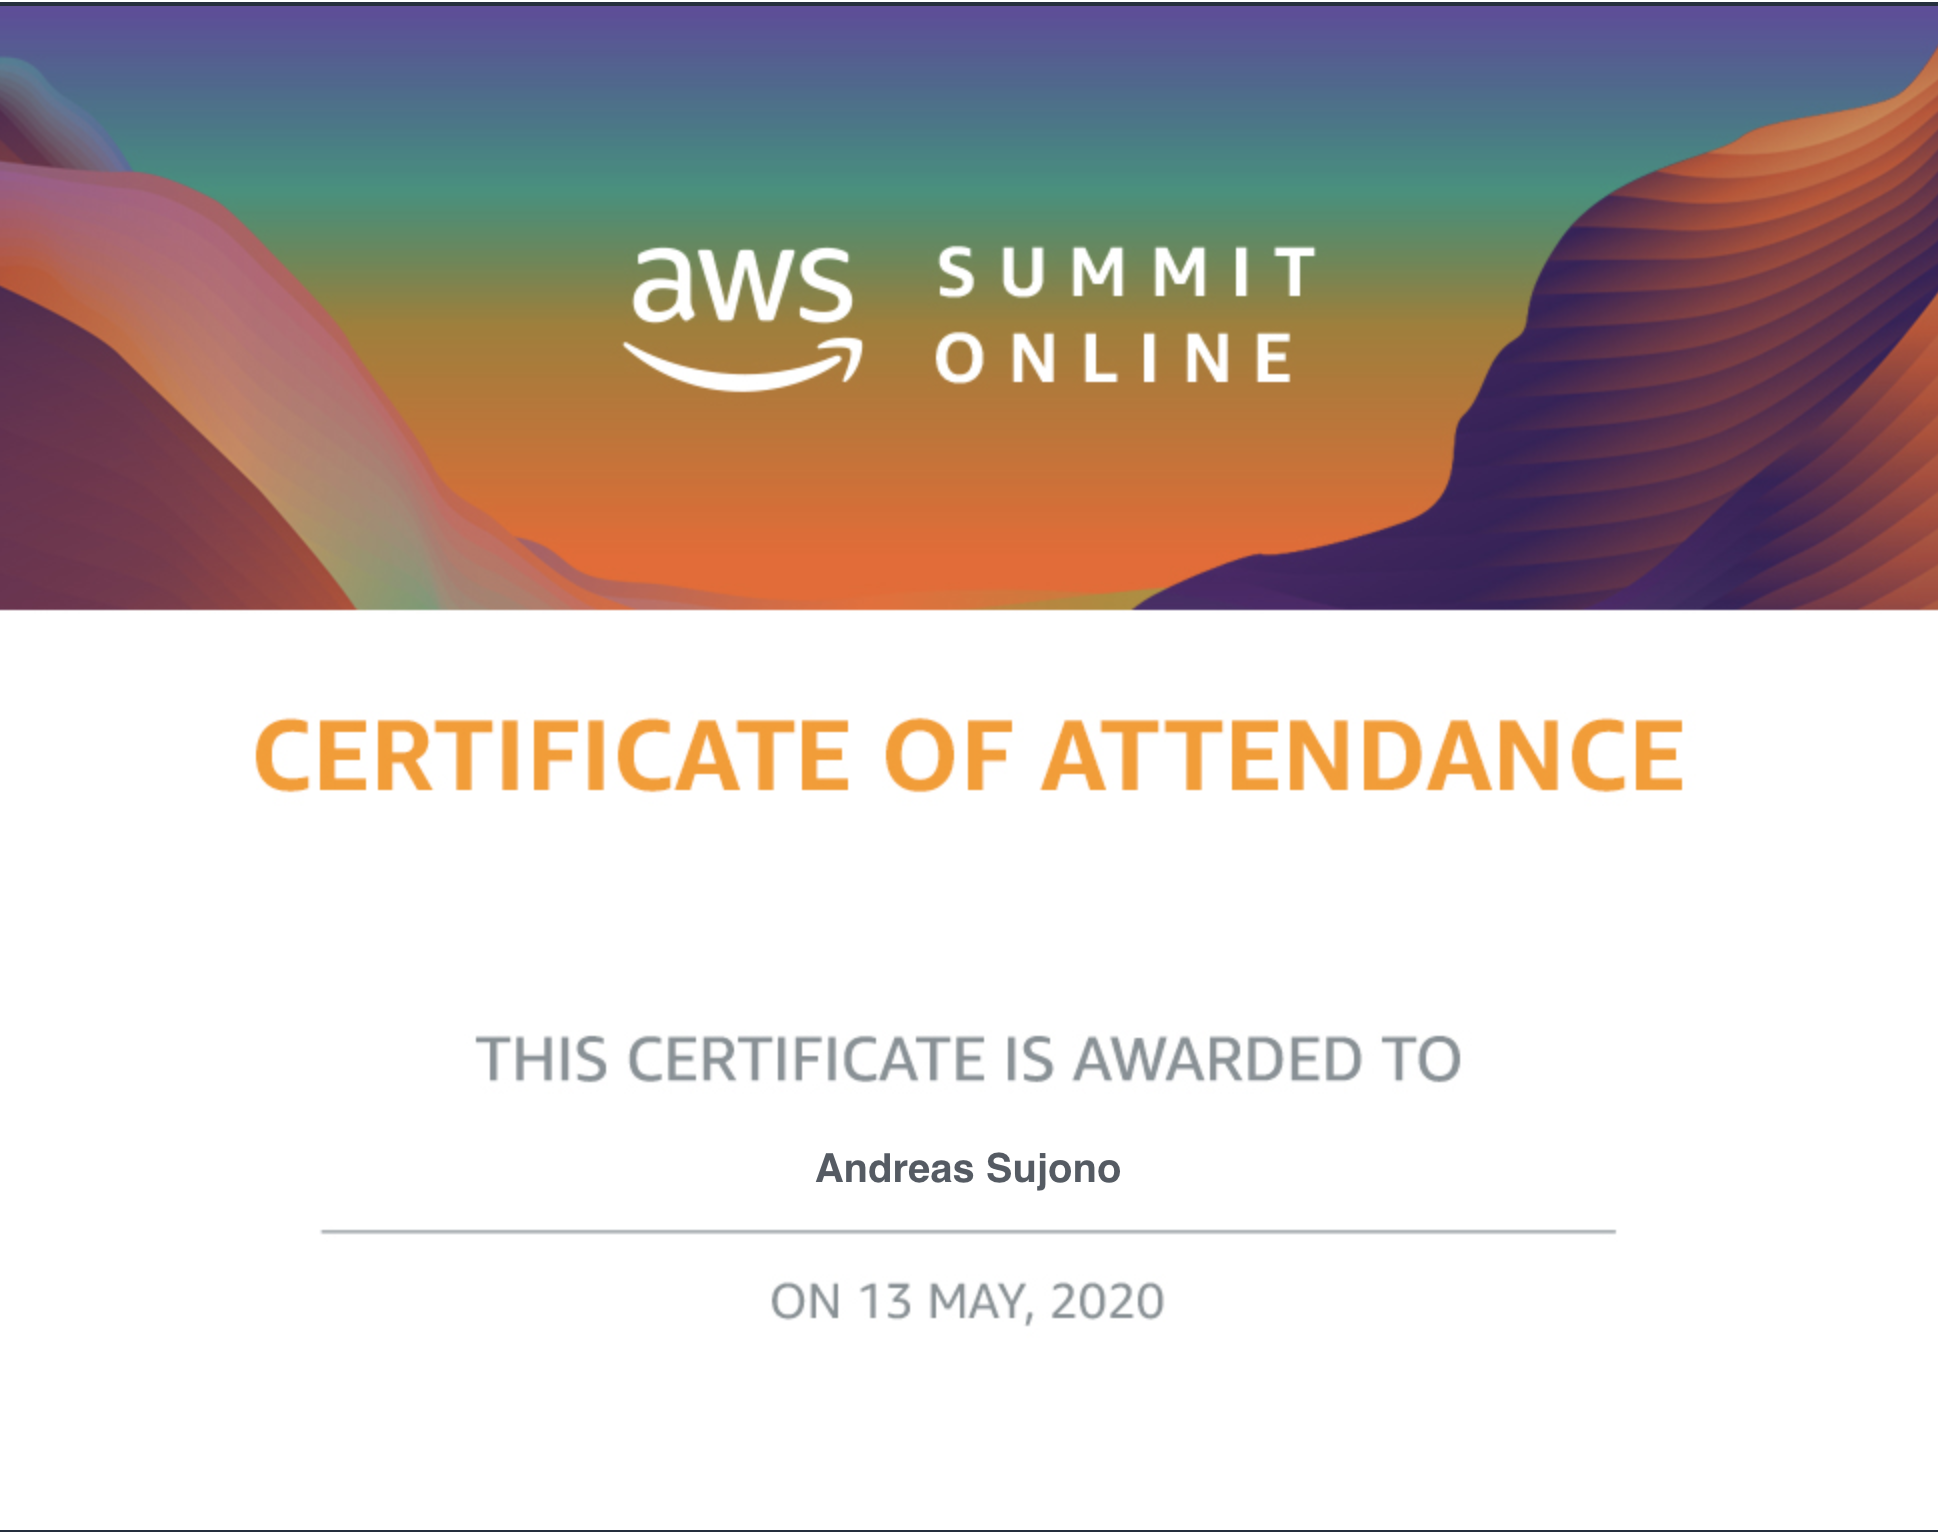 aws
SUMMIT
ONLINE
CERTIFICATE OF ATTENDANCE
THIS CERTIFICATE IS AWARDED TO
Andreas Sujono
ON 13 MAY, 2020